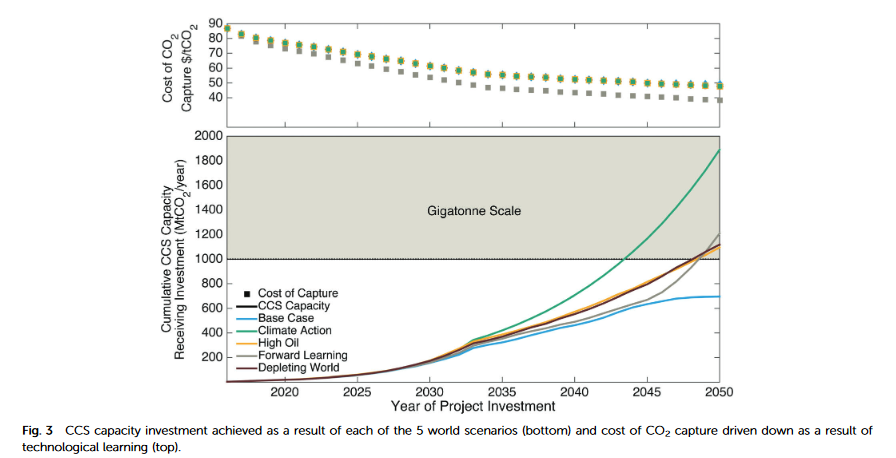 90
80
70
60
50
40
Cost of CO2
Capture $/tCO2
2000
1800
1600
1400
1200
1000
800
600
400
200
Cumulative CCS Capacity
Receiving Investment (MtCO2/year)
Gigatonne Scale
Cost of Capture
CCS Capacity
Base Case
Climate Action
High Oil
Forward Learning
Depleting World
2020 2025 2030 2035 2040 2045 2050
Year of Project Investment
Fig. 3 CCS capacity investment achieved as a result of each of the 5 world scenarios (bottom) and cost of CO2 capture driven down as a result of
technological learning (top).